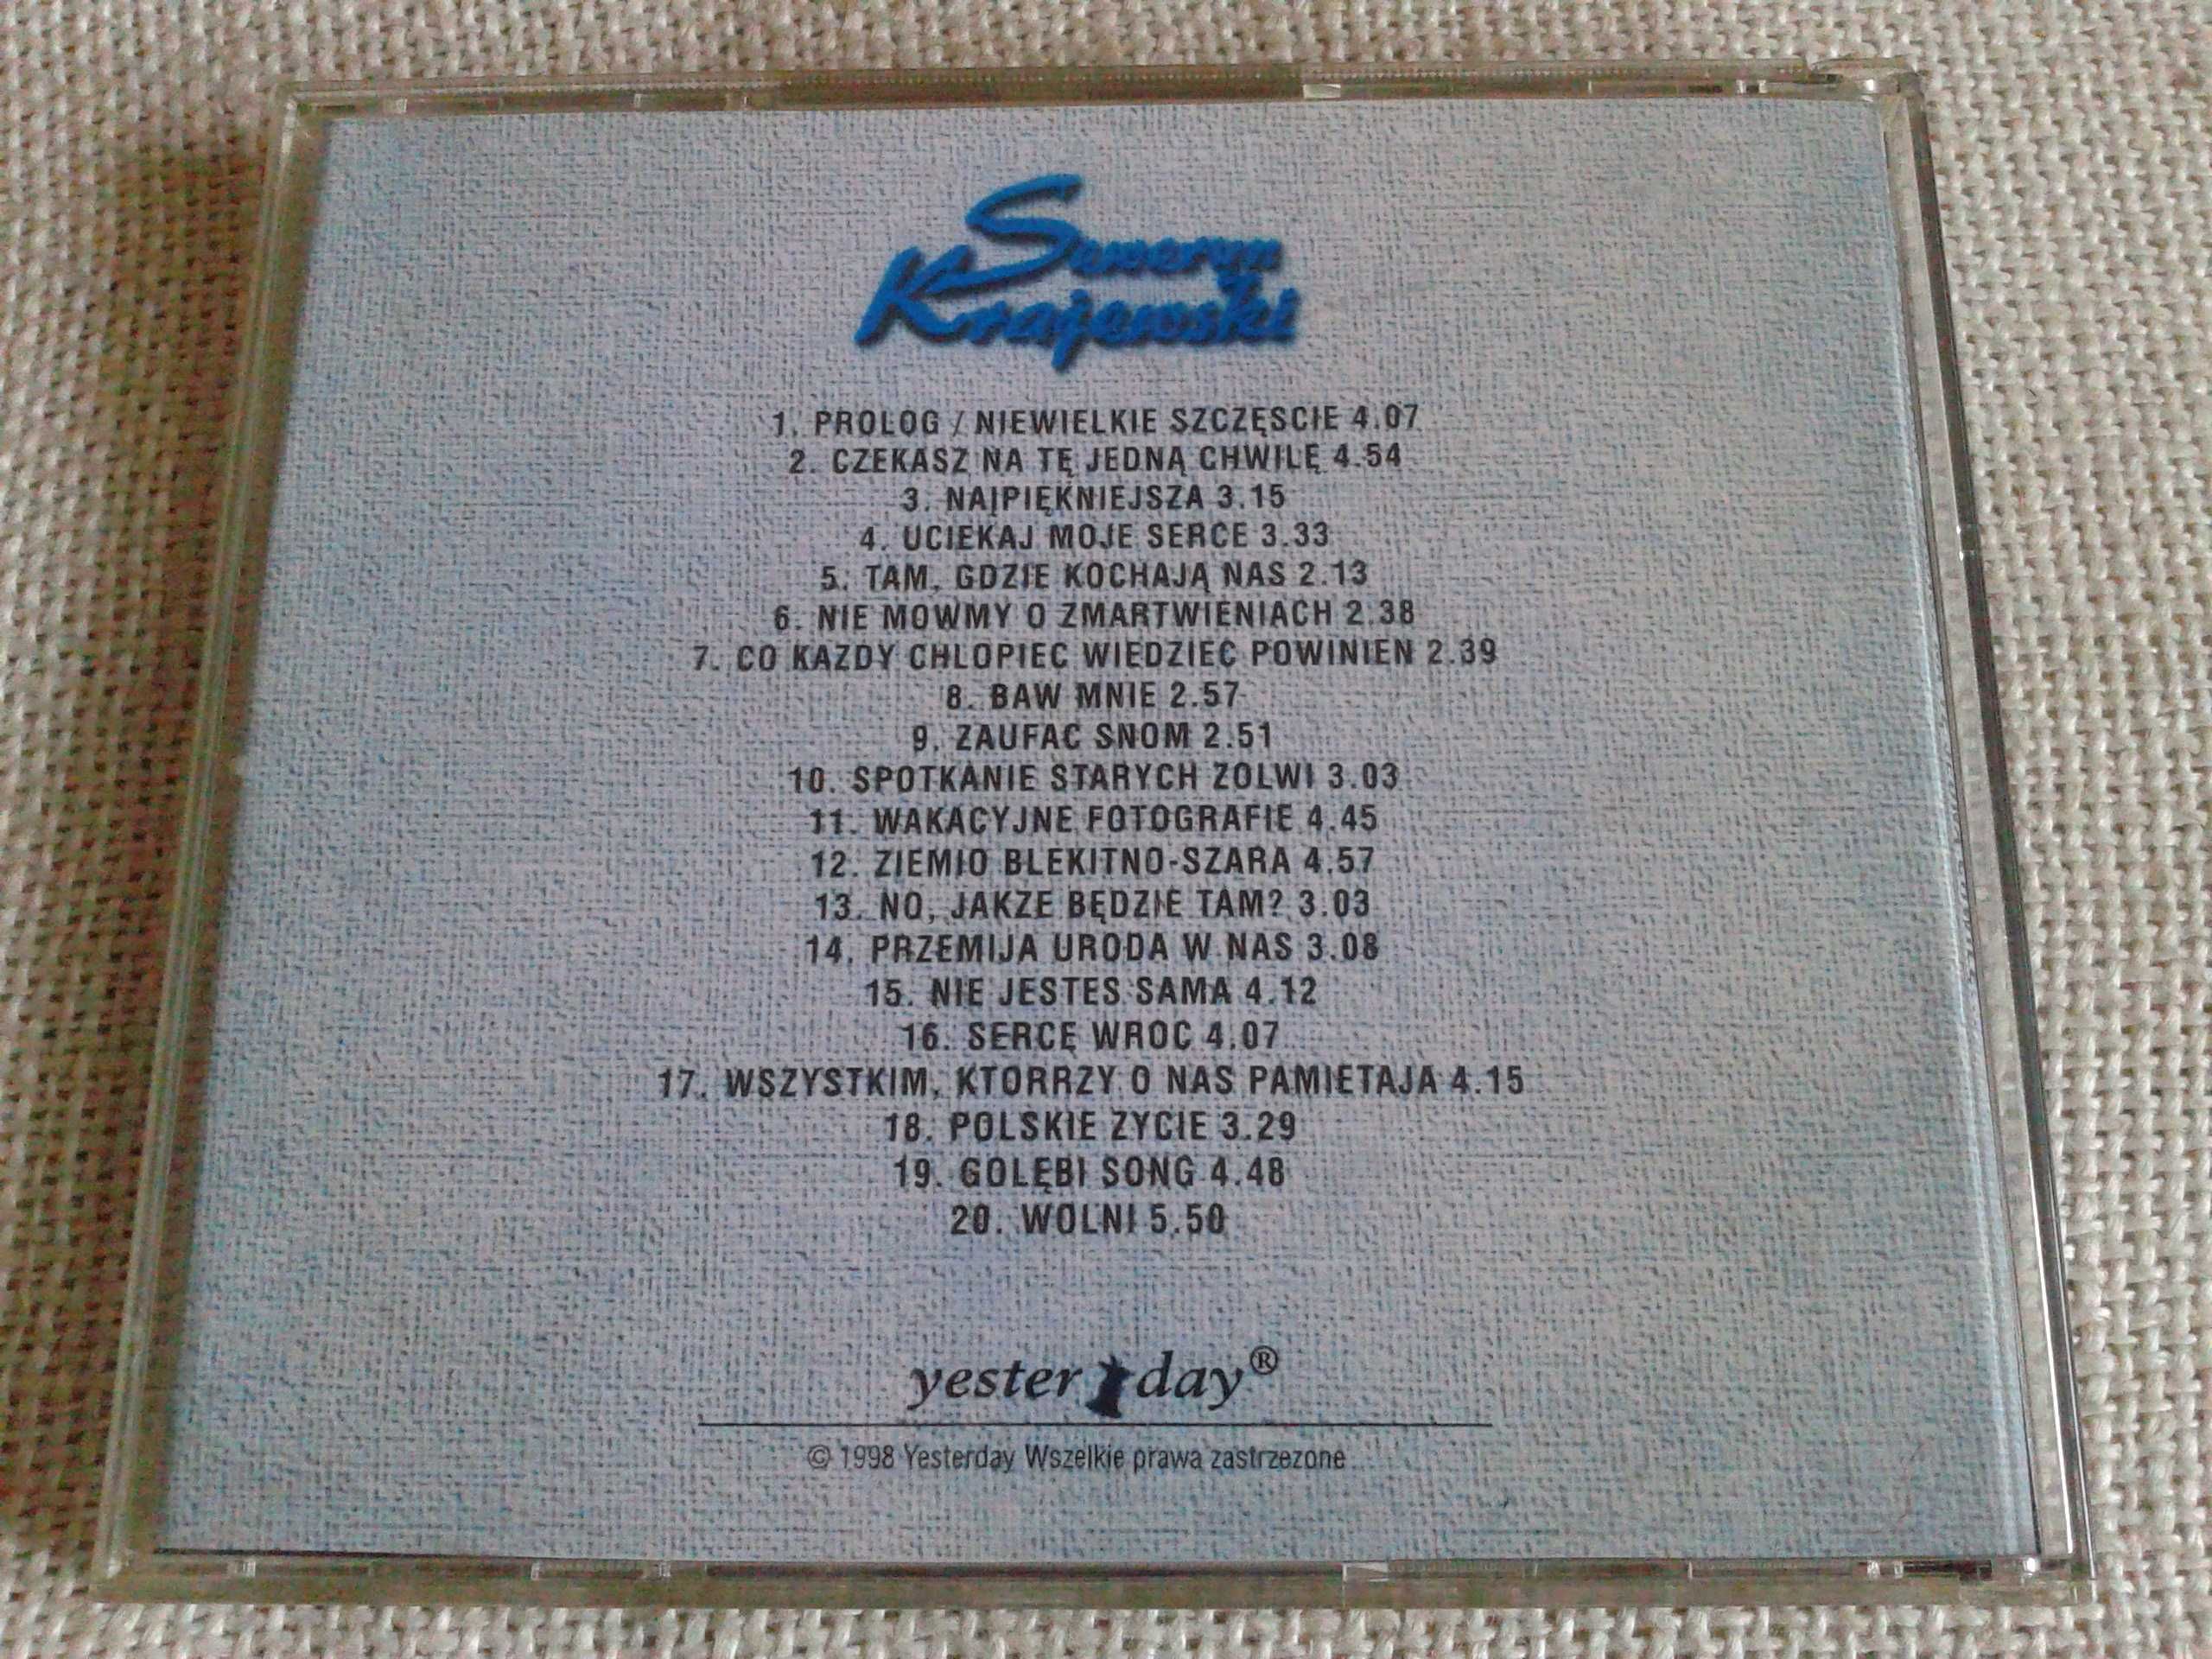 Seweryn
Krajewski
1. PROLOG / NIEWIELKIE SZCZĘSCIE 4.07
2. CZEKASZ NA TĘ JEDNĄ CHWILĘ 4.54
3. NAJPIĘKNIEJSZA 3.15
4. UCIEKAJ MOJE SERCE 3.33
5. TAM, GDZIE KOCHAJĄ NAS 2.13
6. NIE MOWMY O ZMARTWIENIACH 2.38
7. CO KAZDY CHLOPIEC WIEDZIEC POWINIEN 2.39
8. BAW MNIE 2.57
9. ZAUFAC SNOM 2.51
10. SPOTKANIE STARYCH ZOLWI 3.03
11. WAKACYJNE FOTOGRAFIE 4.45
12. ZIEMIO BLEKITNO-SZARA 4.57
13. NO, JAKZE BĘDZIE TAM? 3.03
14. PRZEMIJA URODA W NAS 3.08
15. NIE JESTES SAMA 4.12
16. SERCE WROC 4.07
17. WSZYSTKIM, KTORRZY O NAS PAMIETAJA 4.15
18. POLSKIE ZYCIE 3.29
19. GOLĘBI SONG 4.48
20. WOLNI 5.50
yesterday®
© 1998 Yesterday Wszelkie prawa zastrzezone